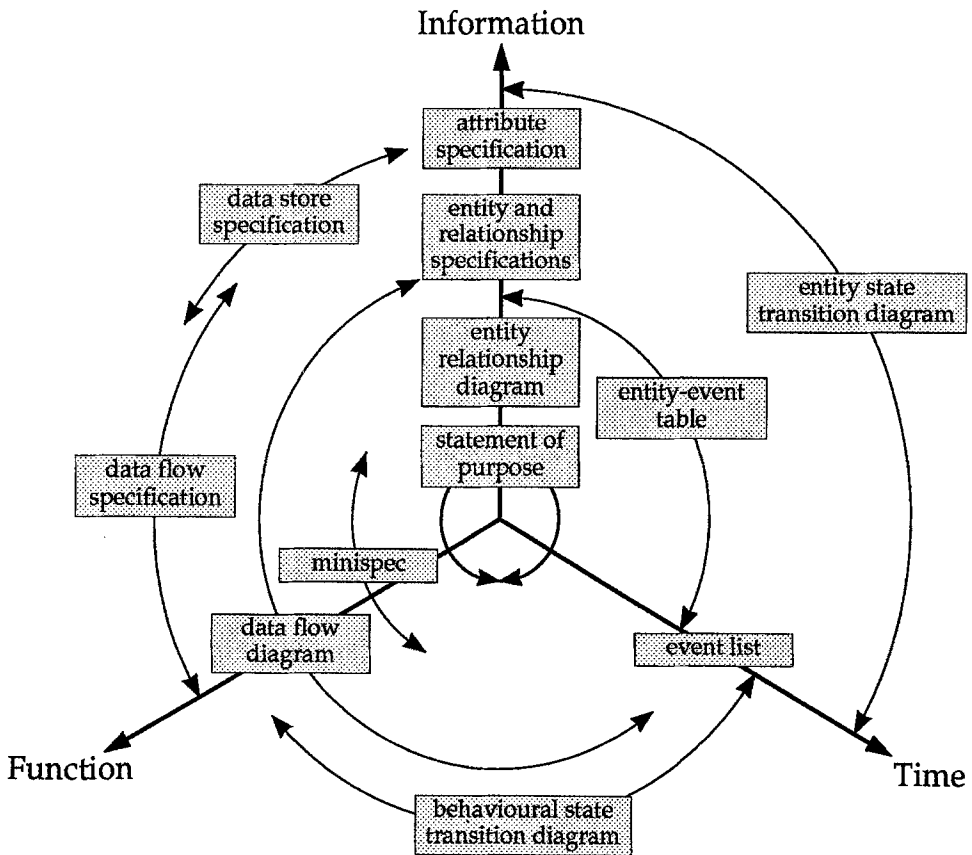 Information
attribute
specification
data store
specification
entity and
relationship
specifications
entity state
transition diagram
entity
relationship
diagram
entity-event
table
statement of
purpose
data flow
specification
minispec
data flow
diagram
event list
Function
Time
behavioural state
transition diagram